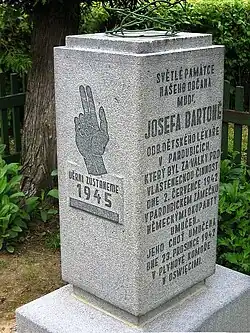 VĚRNI ZŮSTANEME
1945
SVĚTLÉ PAMÁTCE
NAŠEHO OBČANA
MUDR.
JOSEFA BARTONĚ
ODB. DĚTSKÉHO LÉKAŘE
V PARDUBICÍCH,
KTERÝ BYL ZA VÁLKY PRO
VLASTENECKOU ČINNOST
DNE 2. ČERVENCE 1942
V PARDUBICKÉM ZÁMEČKU
NĚMECKÝMI OKUPANTY
UMUČEN.
JEHO CHOŤ UMUČENA
DNE 23. PROSINCE 1942
V PLYNOVÉ KOMOŘE
V OSVĚTIMI.